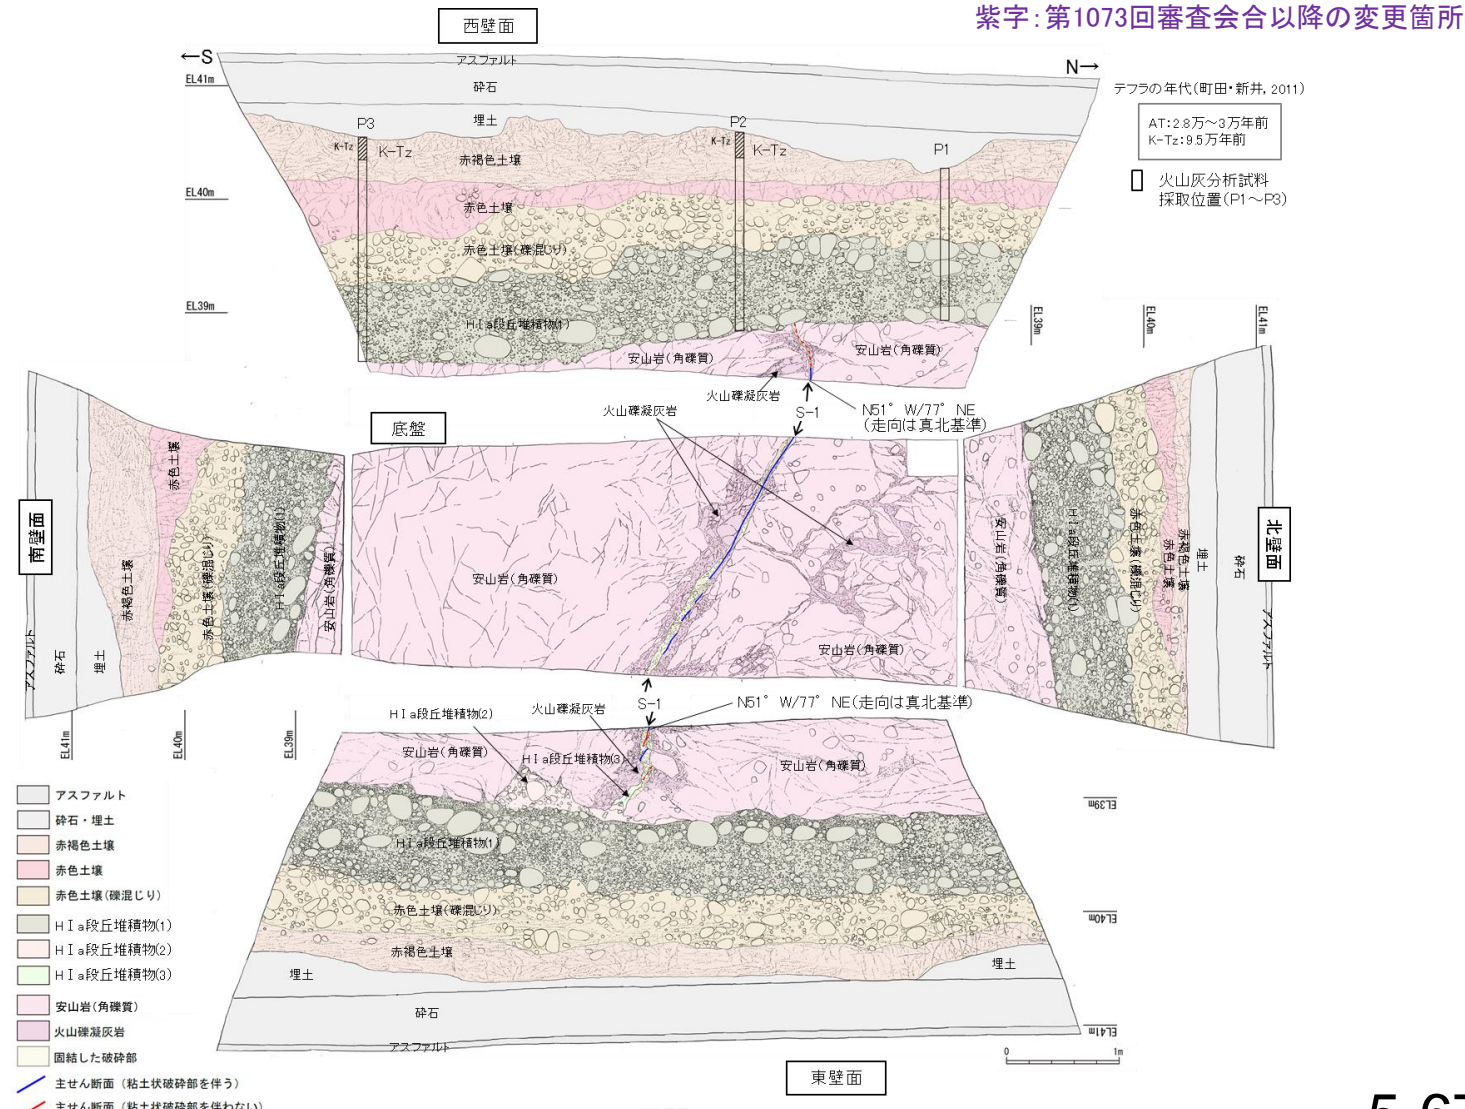 紫字：第1073回審査会合以降の変更箇所
西壁面
←S
N→
アスファルト
EL41m
砕石
埋土
P3
P2
P1
K-Tz
K-Tz
K-Tz
K-Tz
赤褐色土壌
EL40m
赤色土壌
赤色土壌(礫混じり)
EL39m
HⅠa段丘堆積物(1)
安山岩(角礫質)
安山岩(角礫質)
火山礫凝灰岩
テフラの年代(町田・新井, 2011)
AT:2.8万～3万年前
K-Tz:9.5万年前
火山灰分析試料
採取位置(P1～P3)
EL39m
EL40m
EL41m
底盤
火山礫凝灰岩
S-1
N51°W/77°NE
(走向は真北基準)
安山岩(角礫質)
安山岩(角礫質)
南壁面
アスファルト
砕石
埋土
赤褐色土壌
赤色土壌
赤色土壌(礫混じり)
HⅠa段丘堆積物(1)
安山岩(角礫質)
EL41m
EL40m
EL39m
北壁面
安山岩(角礫質)
HⅠa段丘堆積物(1)
赤色土壌(礫混じり)
赤色土壌
赤褐色土壌
埋土
砕石
アスファルト
S-1
N51°W/77°NE(走向は真北基準)
HⅠa段丘堆積物(2)
火山礫凝灰岩
安山岩(角礫質)
HⅠa段丘堆積物(3)
安山岩(角礫質)
EL39m
HⅠa段丘堆積物(1)
赤色土壌(礫混じり)
EL40m
赤褐色土壌
埋土
埋土
砕石
EL41m
アスファルト
東壁面
0 1m
アスファルト
砕石・埋土
赤褐色土壌
赤色土壌
赤色土壌(礫混じり)
HⅠa段丘堆積物(1)
HⅠa段丘堆積物(2)
HⅠa段丘堆積物(3)
安山岩(角礫質)
火山礫凝灰岩
固結した破砕部
主せん断面（粘土状破砕部を伴う）
主せん断面（粘土状破砕部を伴わない）